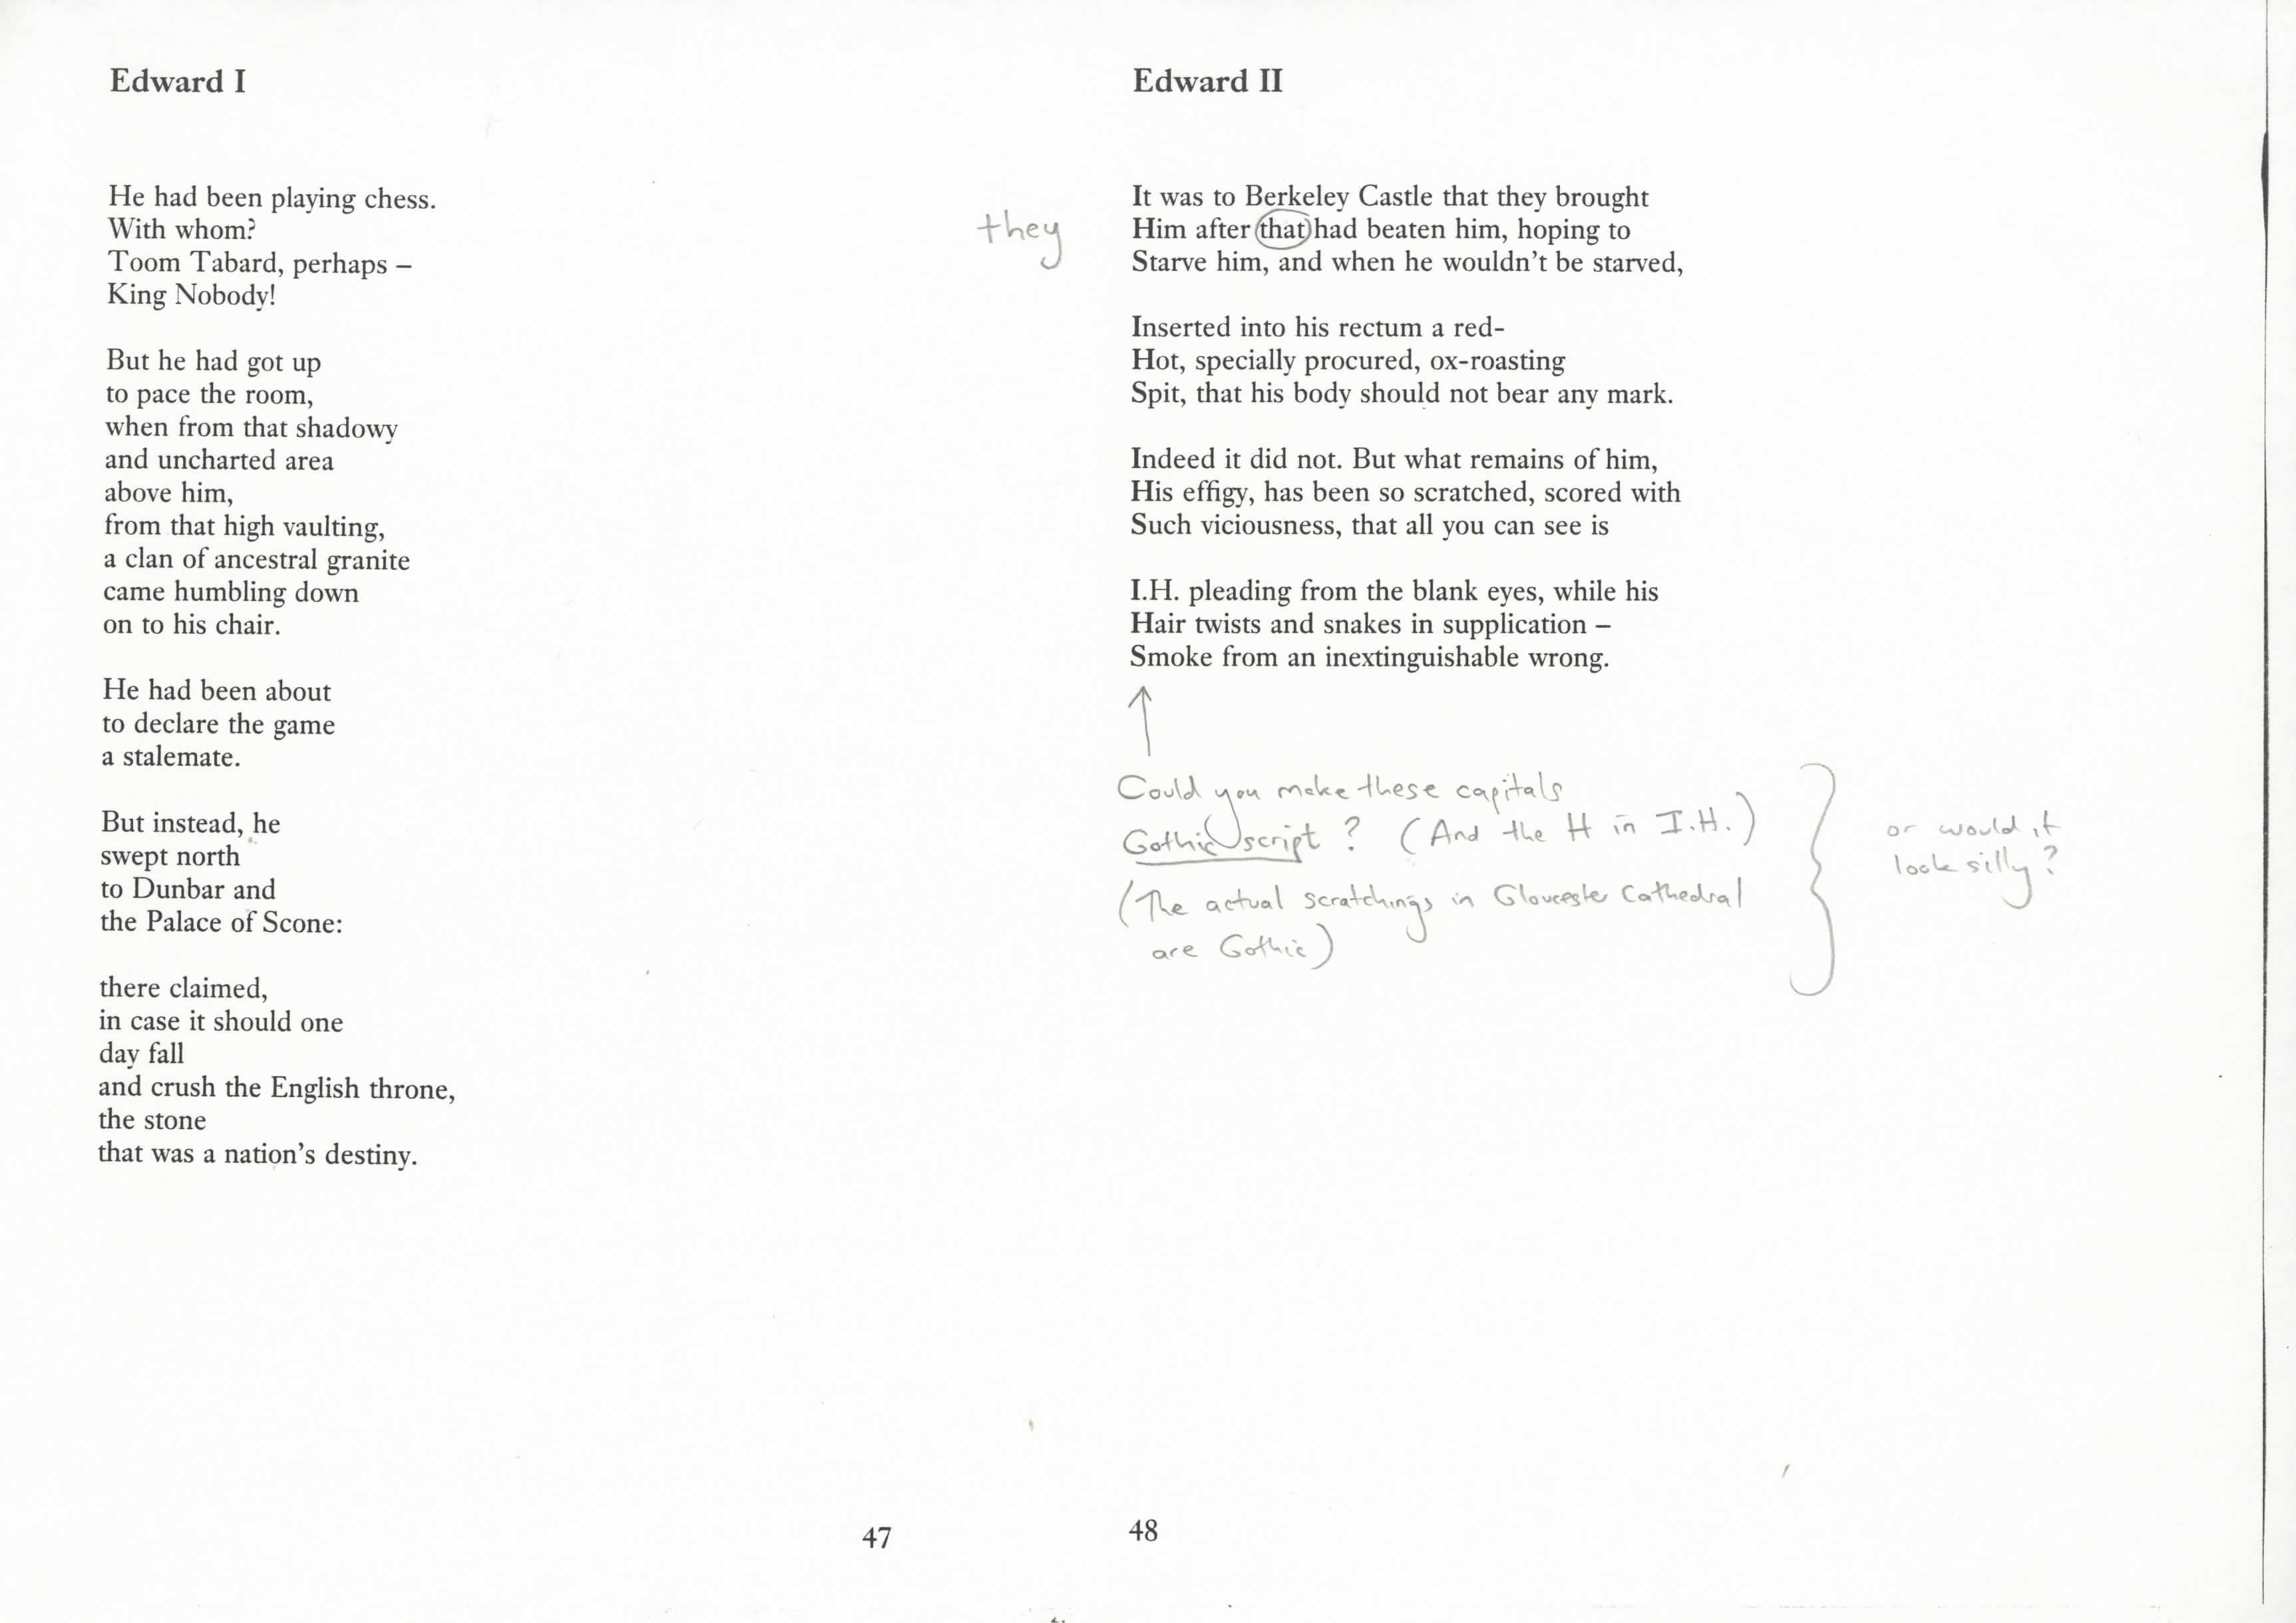 Edward I
He had been playing chess.
With whom?
Toom Tabard, perhaps –
King Nobody!
But he had got up
to pace the room,
when from that shadowy
and uncharted area
above him,
from that high vaulting,
a clan of ancestral granite
came humbling down
on to his chair.
He had been about
to declare the game
a stalemate.
But instead, he
swept north
to Dunbar and
the Palace of Scone:
there claimed,
in case it should one
day fall
and crush the English throne,
the stone
that was a nation's destiny.
47
Edward II
It was to Berkeley Castle that they brought
they
Him after that had beaten him, hoping to
Starve him, and when he wouldn't be starved,
Inserted into his rectum a red-
Hot, specially procured, ox-roasting
Spit, that his body should not bear any mark.
Indeed it did not. But what remains of him,
His effigy, has been so scratched, scored with
Such viciousness, that all you can see is
I.H. pleading from the blank eyes, while his
Hair twists and snakes in supplication –
Smoke from an inextinguishable wrong.
Could you make these capitals
Gothic script? (And the H in I.H.)
(The actual scratchings in Gloucester Cathedral
are Gothic)
or would it
look silly?
48